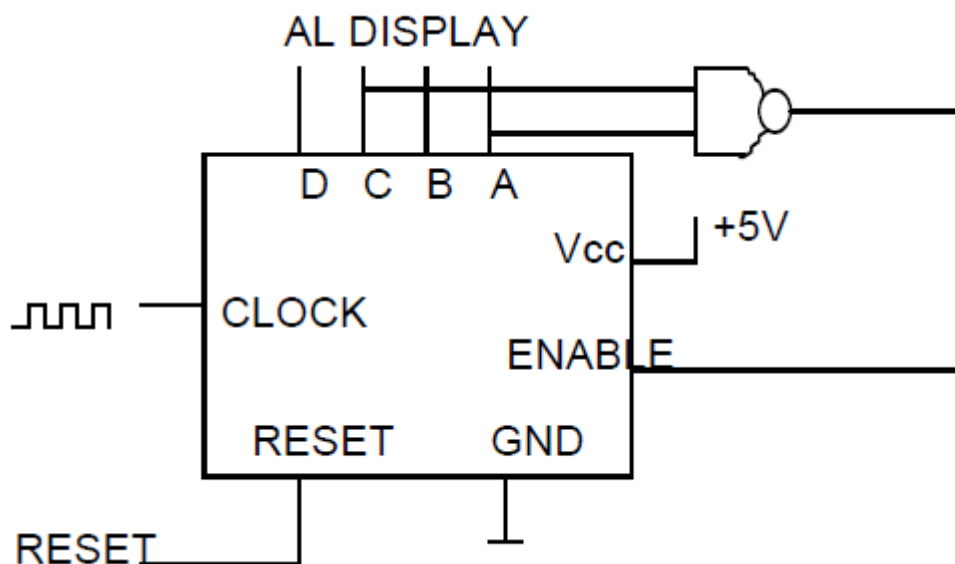 AL DISPLAY
D C B A
+5V
Vcc
CLOCK
ENABLE
RESET GND
RESET